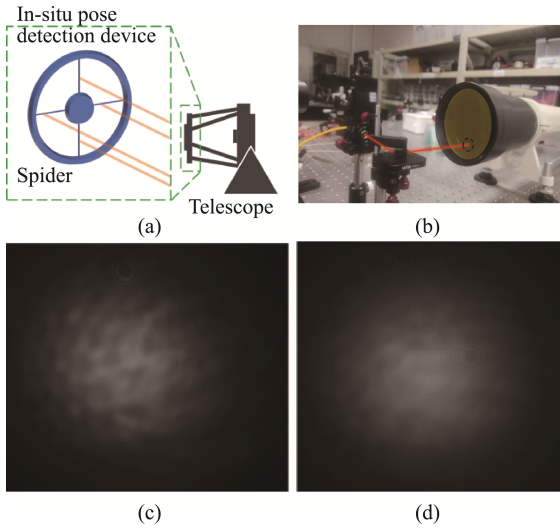 In-situ pose
detection device
Spider
Telescope
(a)
(b)
(c)
(d)